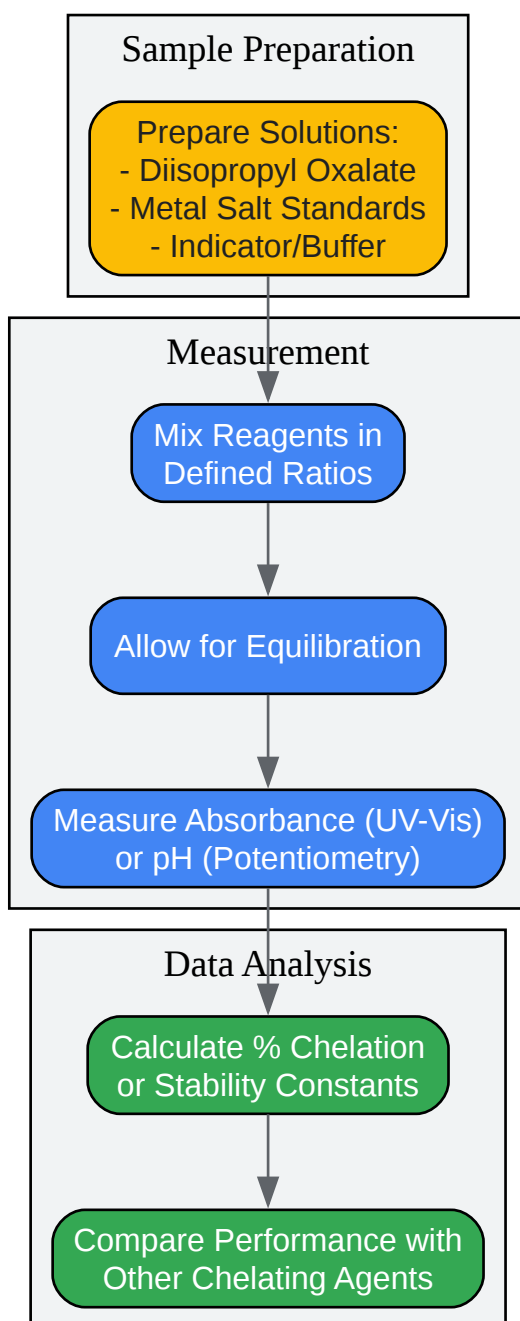 Sample Preparation
Prepare Solutions:
- Diisopropyl Oxalate
- Metal Salt Standards
- Indicator/Buffer
Measurement
Mix Reagents in
Defined Ratios
Allow for Equilibration
Measure Absorbance (UV-Vis)
or pH (Potentiometry)
Data Analysis
Calculate % Chelation
or Stability Constants
Compare Performance with
Other Chelating Agents